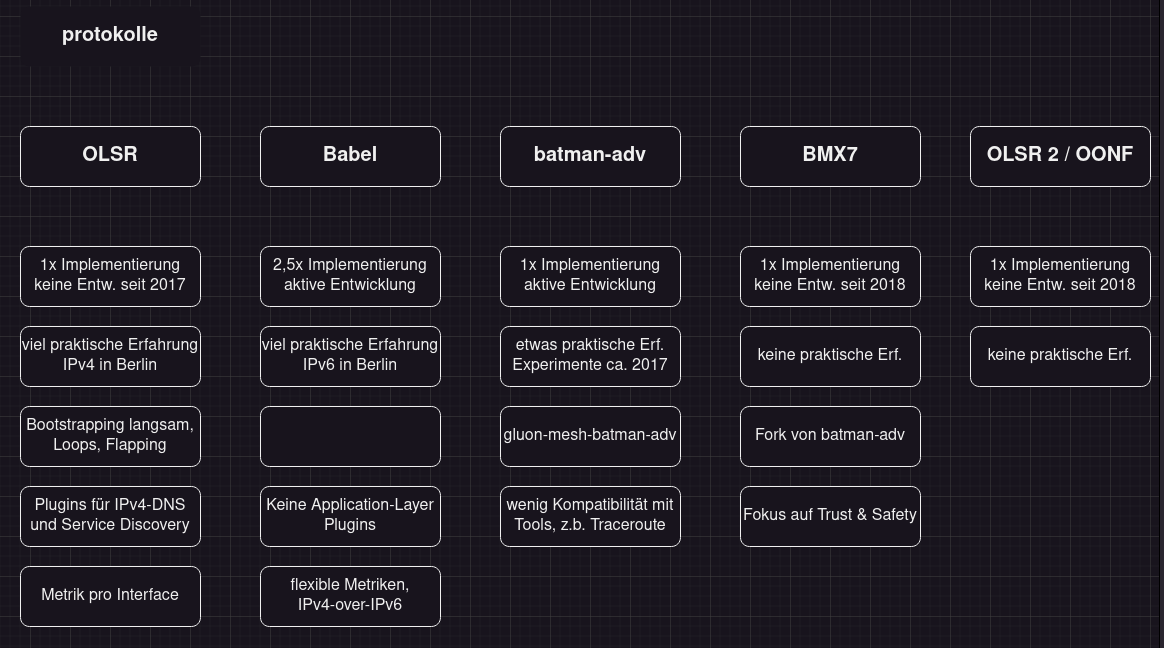 protokolle
OLSR
Babel
batman-adv
BMX7
OLSR 2 / OONF
1x Implementierung
keine Entw. seit 2017
2,5x Implementierung
aktive Entwicklung
1x Implementierung
aktive Entwicklung
1x Implementierung
keine Entw. seit 2018
1x Implementierung
keine Entw. seit 2018
viel praktische Erfahrung
IPv4 in Berlin
viel praktische Erfahrung
IPv6 in Berlin
etwas praktische Erf.
Experimente ca. 2017
keine praktische Erf.
keine praktische Erf.
Bootstrapping langsam,
Loops, Flapping
gluon-mesh-batman-adv
Fork von batman-adv
Plugins für IPv4-DNS
und Service Discovery
Keine Application-Layer
Plugins
wenig Kompatibilität mit
Tools, z.b. Traceroute
Fokus auf Trust & Safety
Metrik pro Interface
flexible Metriken,
IPv4-over-IPv6